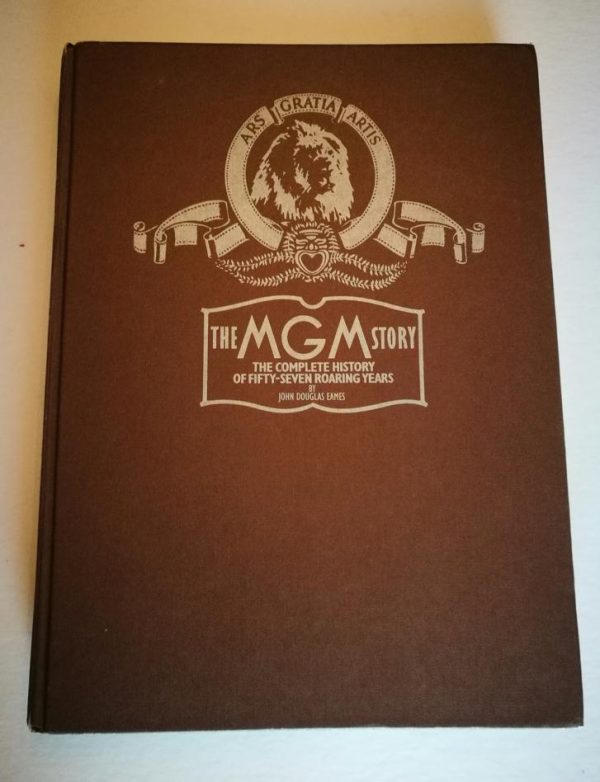 ARS GRATIA ARTIS
THE MGM STORY
THE COMPLETE HISTORY
OF FIFTY-SEVEN ROARING YEARS
BY
JOHN DOUGLAS EAMES